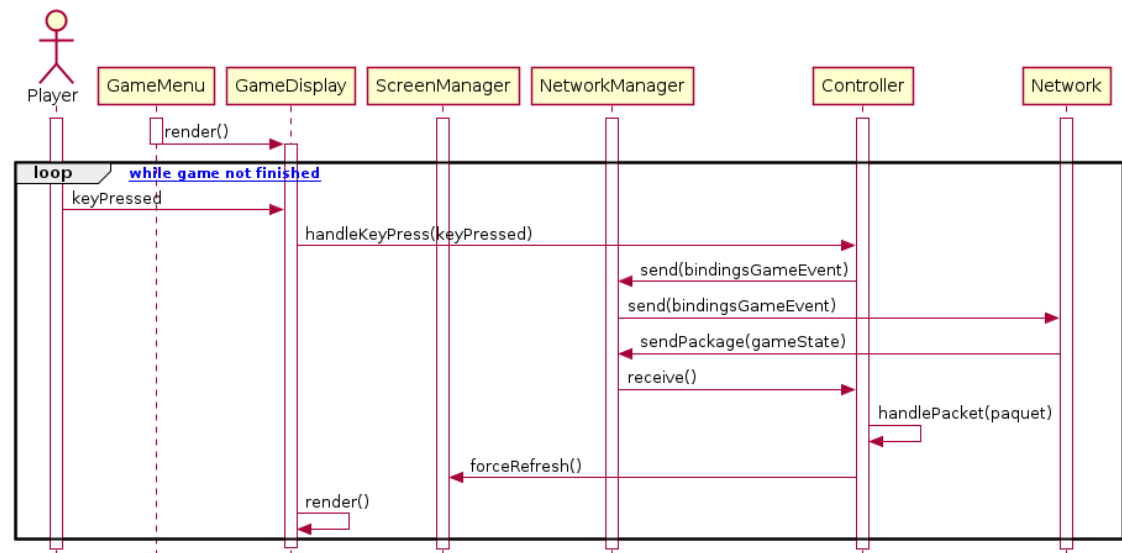 Player
GameMenu
GameDisplay
ScreenManager
NetworkManager
Controller
Network
render()
loop
while game not finished
keyPressed
handleKeyPress(keyPressed)
send(bindingsGameEvent)
send(bindingsGameEvent)
sendPackage(gameState)
receive()
handlePacket(paquet)
forceRefresh()
render()